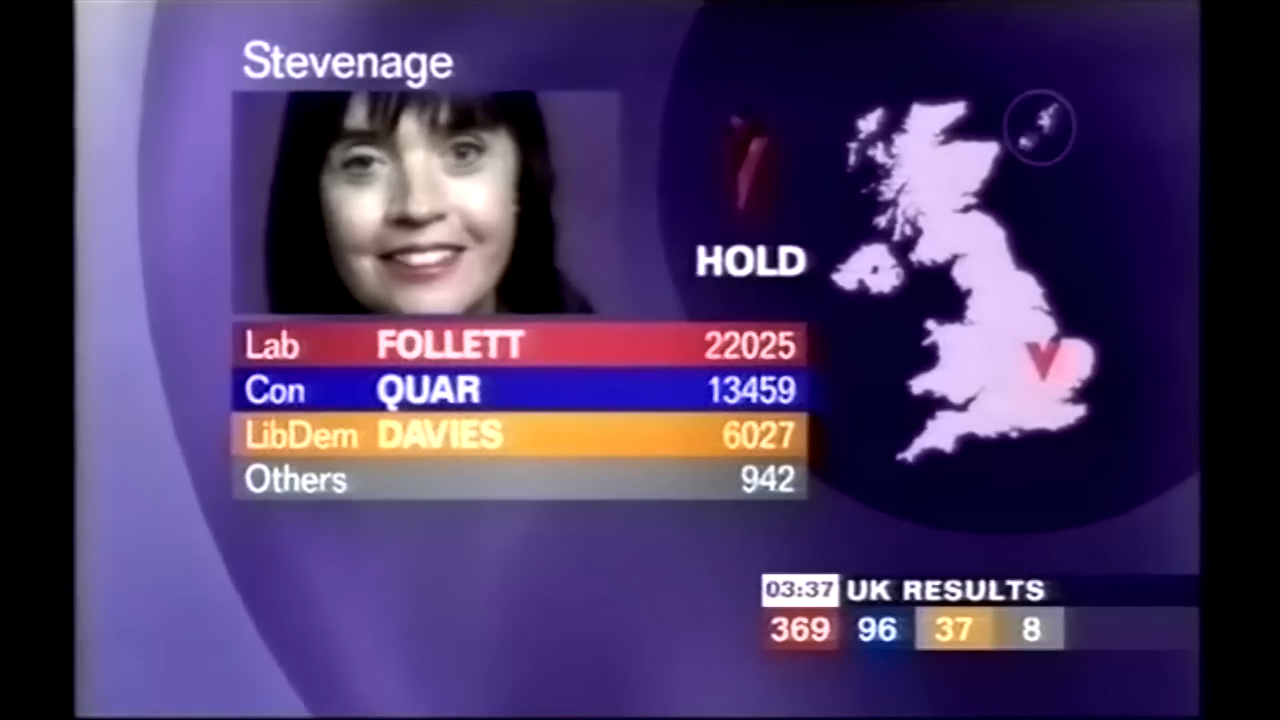 Stevenage
HOLD
Lab FOLLETT 22025
Con QUAR 13459
LibDem DAVIES 6027
Others 942
03:37 UK RESULTS
369 96 37 8